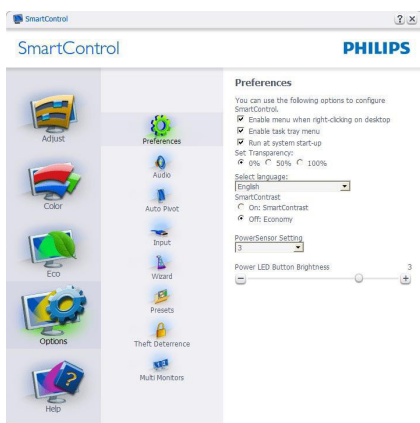 SmartControl
SmartControl
PHILIPS
Adjust
Color
Eco
Options
Help
Preferences
Audio
Auto Pivot
Input
Wizard
Presets
Theft Deterrence
Multi Monitors
Preferences
You can use the following options to configure
SmartControl.
Enable menu when right-clicking on desktop
Enable task tray menu
Run at system start-up
Set Transparency:
0% 50% 100%
Select language:
English
SmartContrast
On: SmartContrast
Off: Economy
PowerSensor Setting
3
Power LED Button Brightness 3